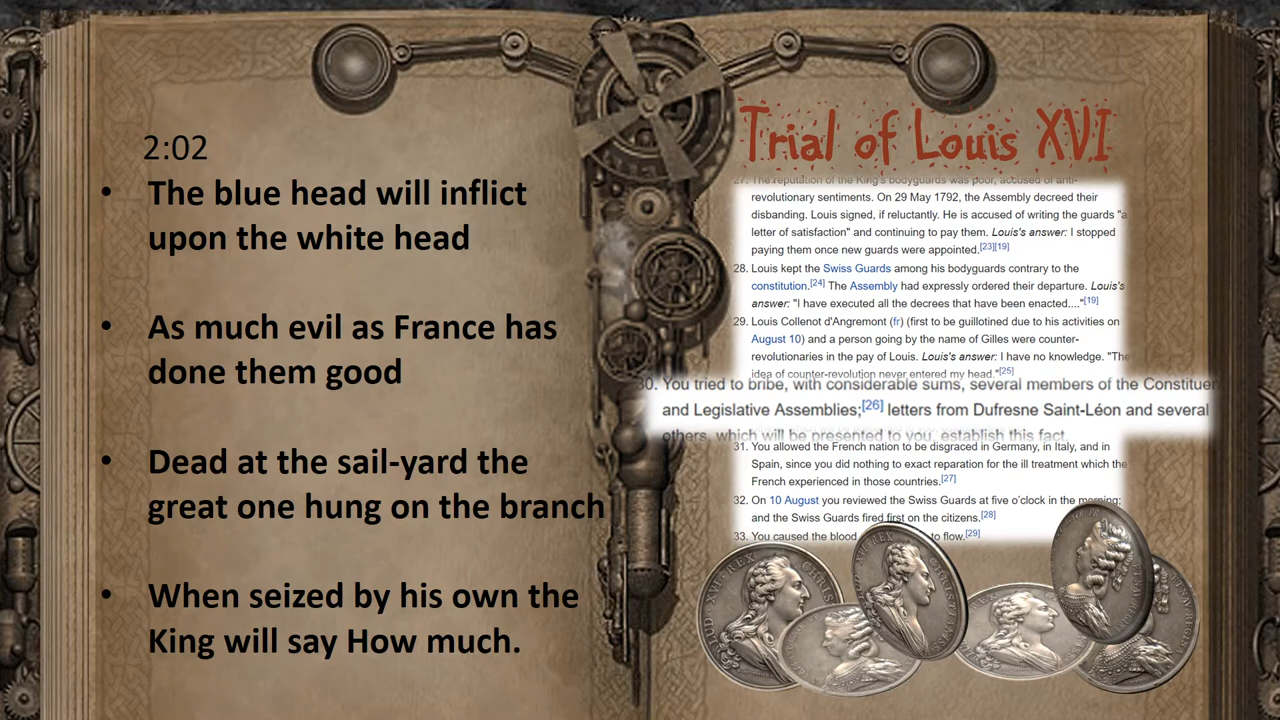 2:02
• The blue head will inflict
upon the white head
• As much evil as France has
done them good
• Dead at the sail-yard the
great one hung on the branch
• When seized by his own the
King will say How much.
Trial of Louis XVI
27. The reputation of the King's bodyguards was poor, accused of anti-
revolutionary sentiments. On 29 May 1792, the Assembly decreed their
disbanding. Louis signed, if reluctantly. He is accused of writing the guards "a
letter of satisfaction" and continuing to pay them. Louis's answer: I stopped
paying them once new guards were appointed.[23][19]
28. Louis kept the Swiss Guards among his bodyguards contrary to the
constitution.[24] The Assembly had expressly ordered their departure. Louis's
answer: "I have executed all the decrees that have been enacted...."[19]
29. Louis Collenot d'Angremont (fr) (first to be guillotined due to his activities on
August 10) and a person going by the name of Gilles were counter-
revolutionaries in the pay of Louis. Louis's answer: I have no knowledge. "The
idea of counter-revolution never entered my head."[25]
30. You tried to bribe, with considerable sums, several members of the Constituen
and Legislative Assemblies;[26] letters from Dufresne Saint-Léon and several
others, which will be presented to you, establish this fact.
31. You allowed the French nation to be disgraced in Germany, in Italy, and in
Spain, since you did nothing to exact reparation for the ill treatment which the
French experienced in those countries.[27]
32. On 10 August you reviewed the Swiss Guards at five o'clock in the morning;
and the Swiss Guards fired first on the citizens.[28]
33. You caused the blood to flow.[29]